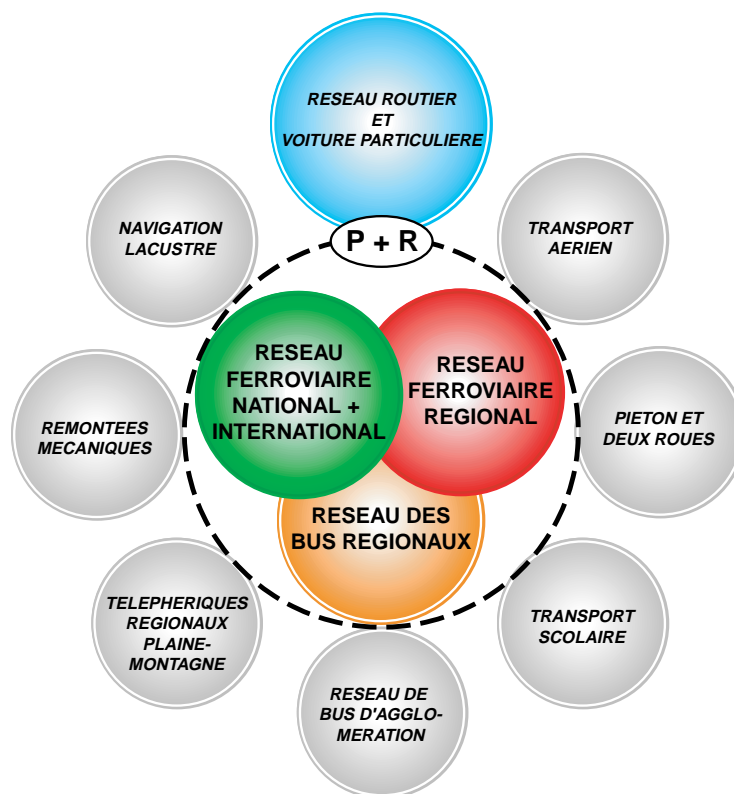 RESEAU ROUTIER
ET
VOITURE PARTICULIERE
NAVIGATION
LACUSTRE
TRANSPORT
AÉRIEN
P + R
RESEAU
FERROVIAIRE
NATIONAL +
INTERNATIONAL
RESEAU
FERROVIAIRE
REGIONAL
REMONTEES
MECANIQUES
PIETON ET
DEUX ROUES
RESEAU DES
BUS REGIONAUX
TELEPHERIQUES
REGIONAUX
PLAINE-
MONTAGNE
TRANSPORT
SCOLAIRE
RESEAU DE
BUS D'AGGLO-
MERATION